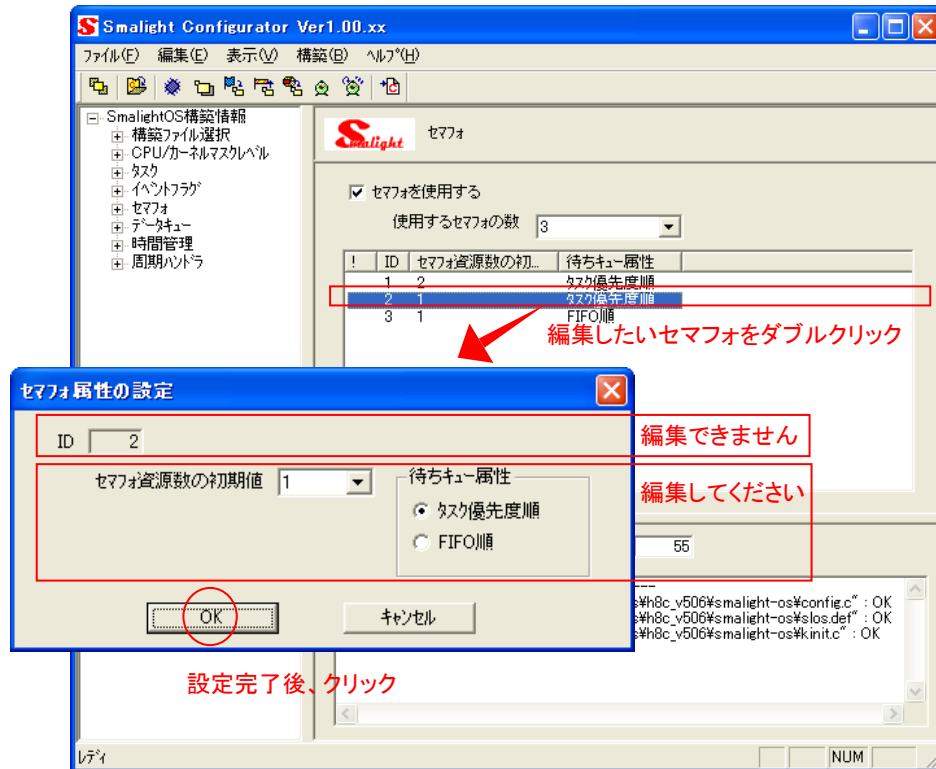 Smalight Configurator Ver1.00.xx
ファイル(F) 編集(E) 表示(V) 構築(B) ヘルプ(H)
SmalightOS構築情報
構築ファイル選択
CPU/カーネルマスクレベル
タスク
イベントフラグ
セマフォ
データキュー
時間管理
周期ハンドラ
Smalight セマフォ
セマフォを使用する
使用するセマフォの数 3
! ID セマフォ資源数の初... 待ちキュー属性
1 2 タスク優先度順
2 1 タスク優先度順
3 1 FIFO順
編集したいセマフォをダブルクリック
セマフォ属性の設定
ID 2
編集できません
セマフォ資源数の初期値 1
待ちキュー属性
タスク優先度順
FIFO順
編集してください
OK
キャンセル
設定完了後、クリック
55
---
s¥h8c_v506¥smalight-os¥config.c" : OK
s¥h8c_v506¥smalight-os¥slos.def" : OK
s¥h8c_v506¥smalight-os¥kinit.c" : OK
レディ
NUM